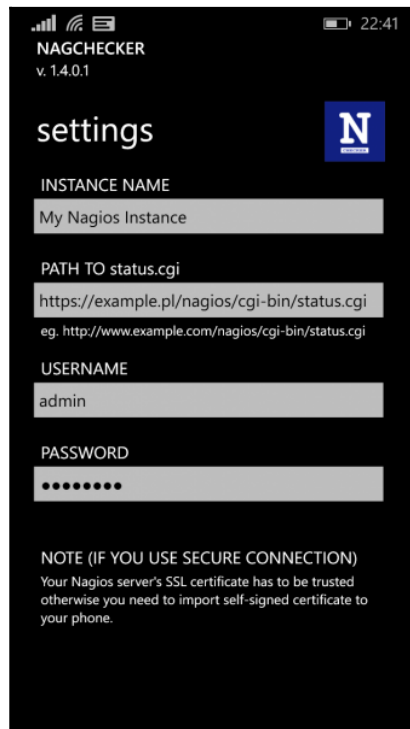 22:41
NAGCHECKER
v. 1.4.0.1
settings
N
INSTANCE NAME
My Nagios Instance
PATH TO status.cgi
https://example.pl/nagios/cgi-bin/status.cgi
eg. http://www.example.com/nagios/cgi-bin/status.cgi
USERNAME
admin
PASSWORD
●●●●●●●●
NOTE (IF YOU USE SECURE CONNECTION)
Your Nagios server's SSL certificate has to be trusted
otherwise you need to import self-signed certificate to
your phone.